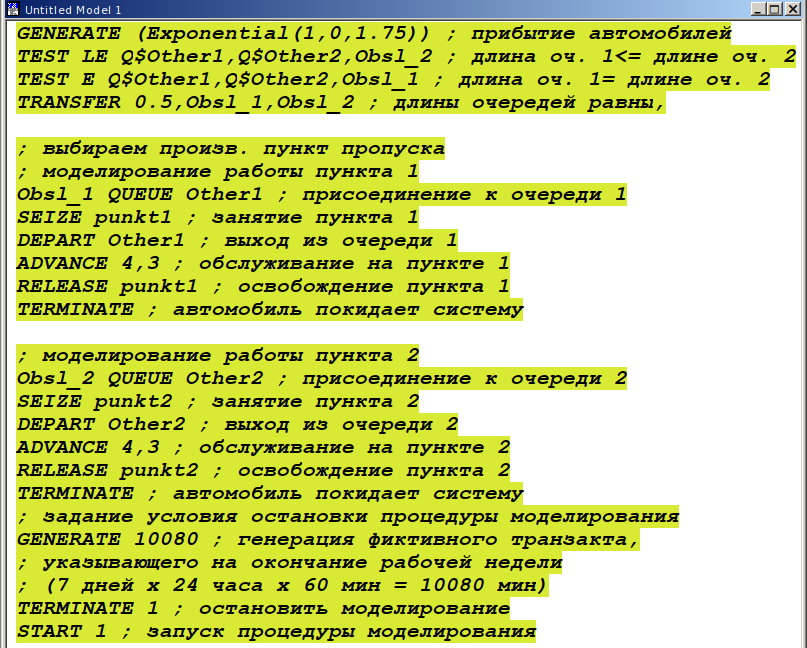 Untitled Model 1
GENERATE (Exponential(1,0,1.75)) ; прибытие автомобилей
TEST LE Q$Other1,Q$Other2,Obsl_2 ; длина оч. 1<= длине оч. 2
TEST E Q$Other1,Q$Other2,Obsl_1 ; длина оч. 1= длине оч. 2
TRANSFER 0.5,Obsl_1,Obsl_2 ; длины очередей равны,
; выбираем произв. пункт пропуска
; моделирование работы пункта 1
Obsl_1 QUEUE Other1 ; присоединение к очереди 1
SEIZE punkt1 ; занятие пункта 1
DEPART Other1 ; выход из очереди 1
ADVANCE 4,3 ; обслуживание на пункте 1
RELEASE punkt1 ; освобождение пункта 1
TERMINATE ; автомобиль покидает систему
; моделирование работы пункта 2
Obsl_2 QUEUE Other2 ; присоединение к очереди 2
SEIZE punkt2 ; занятие пункта 2
DEPART Other2 ; выход из очереди 2
ADVANCE 4,3 ; обслуживание на пункте 2
RELEASE punkt2 ; освобождение пункта 2
TERMINATE ; автомобиль покидает систему
; задание условия остановки процедуры моделирования
GENERATE 10080 ; генерация фиктивного транзакта,
; указывающего на окончание рабочей недели
; (7 дней х 24 часа х 60 мин = 10080 мин)
TERMINATE 1 ; остановить моделирование
START 1 ; запуск процедуры моделирования